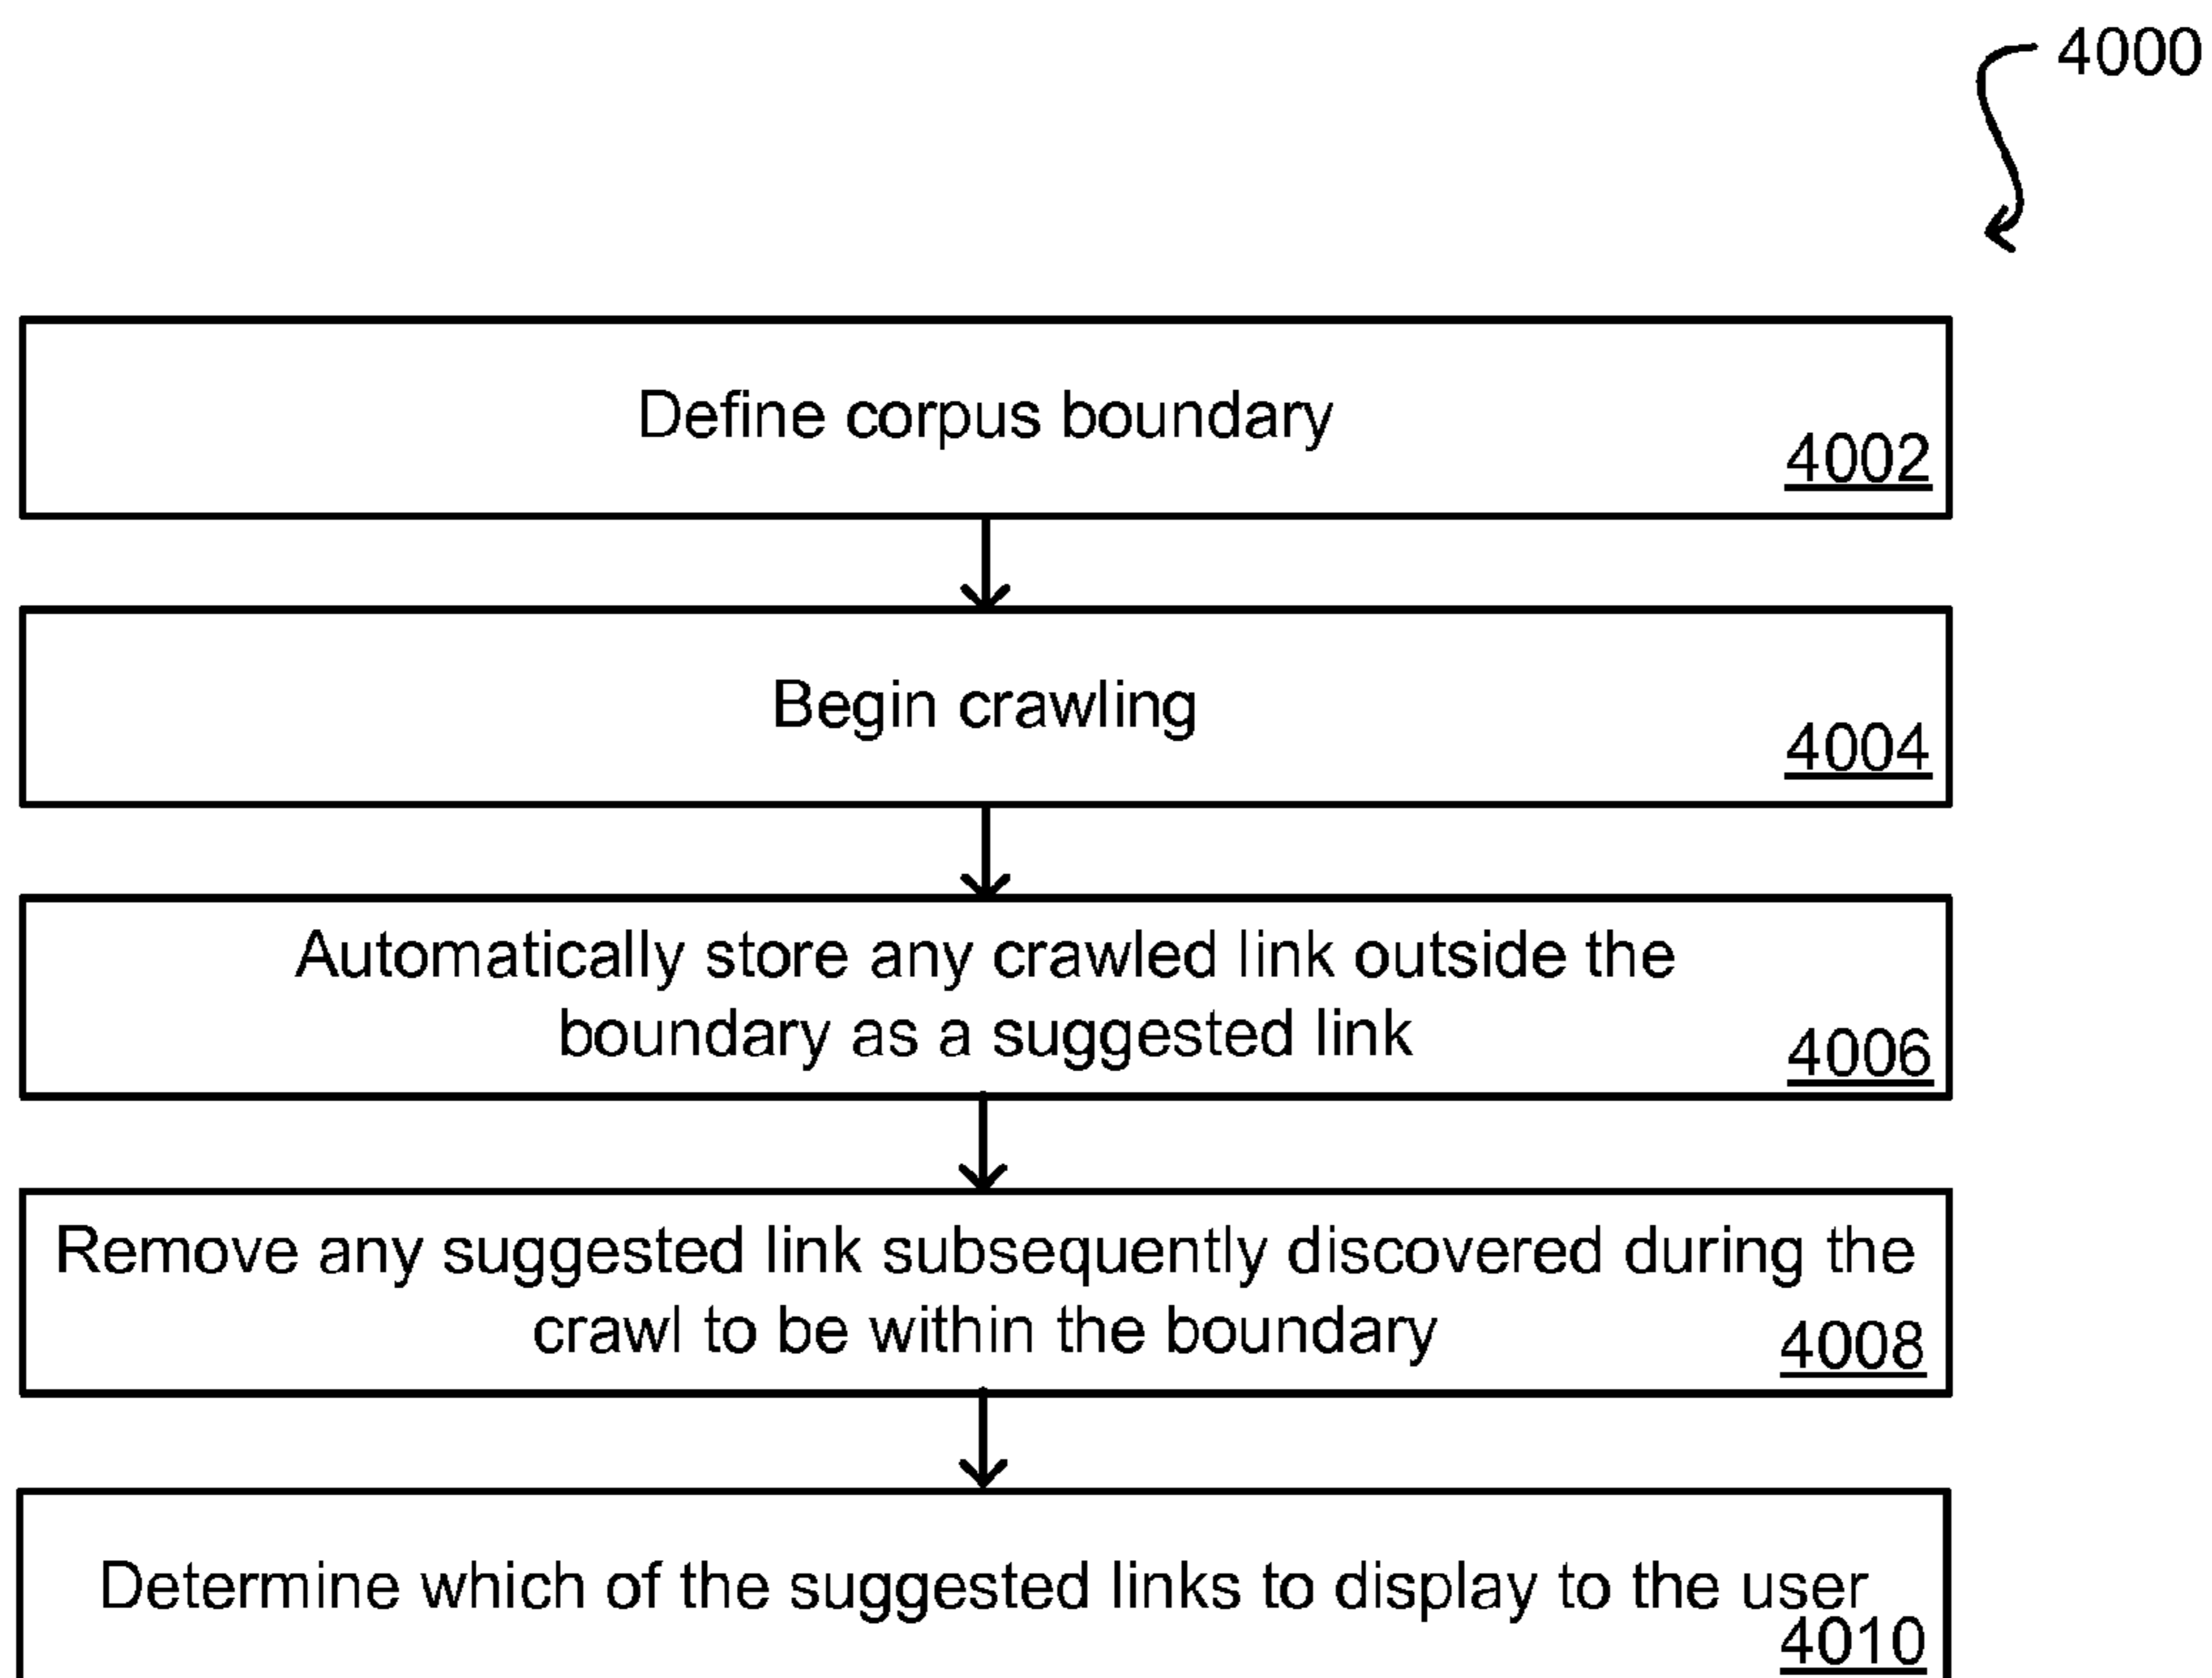 4000
Define corpus boundary
4002
Begin crawling
4004
Automatically store any crawled link outside the
boundary as a suggested link
4006
Remove any suggested link subsequently discovered during the
crawl to be within the boundary
4008
Determine which of the suggested links to display to the user
4010